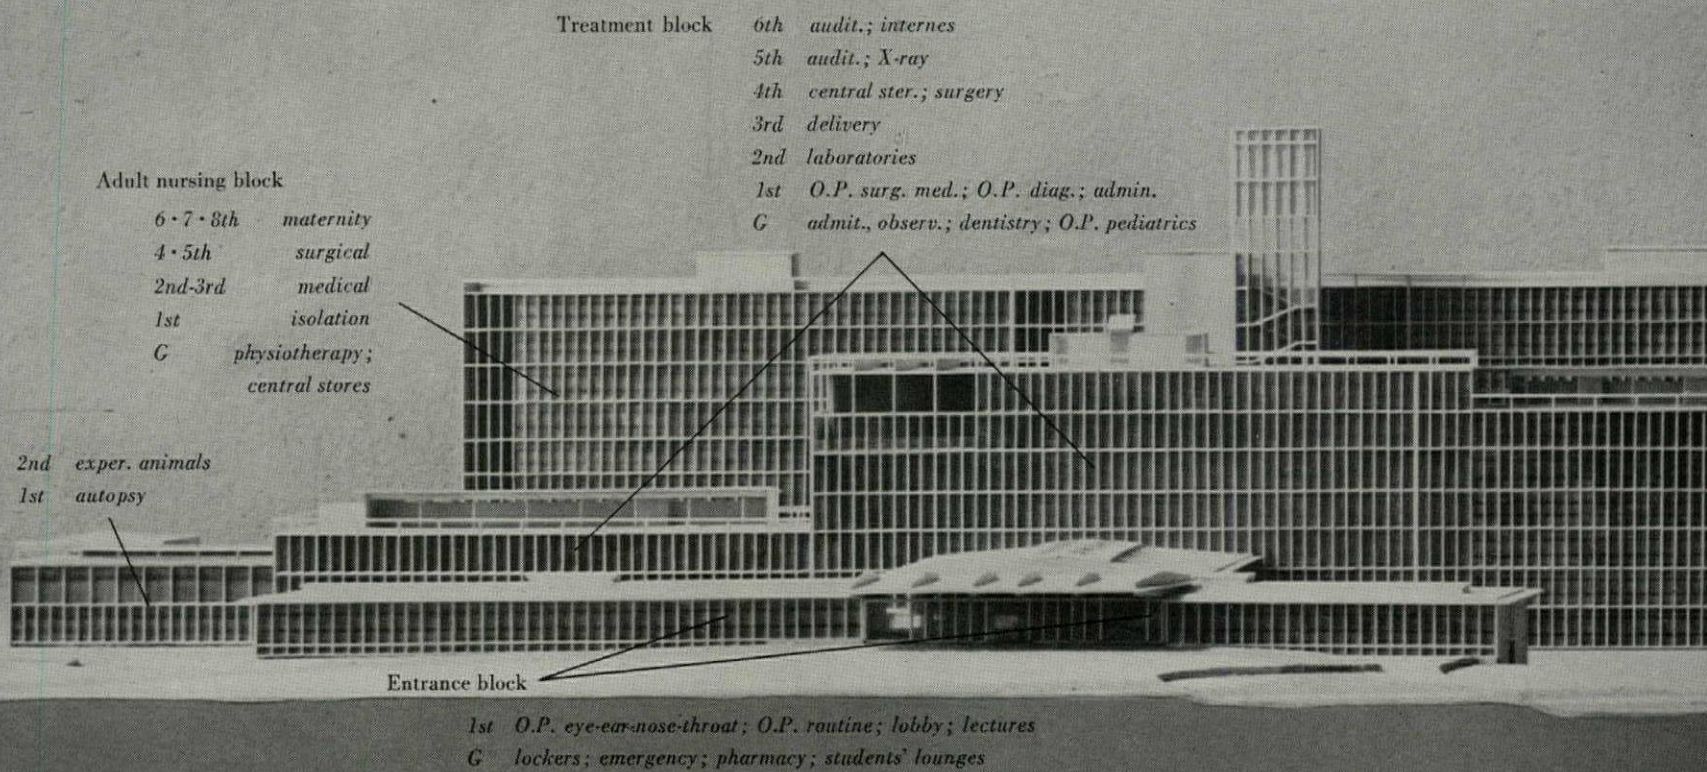 Treatment block 6th audit.; internes
5th audit.; X-ray
4th central ster.; surgery
3rd delivery
2nd laboratories
1st O.P. surg. med.; O.P. diag.; admin.
G admit., observ.; dentistry; O.P. pediatrics
Adult nursing block
6·7·8th maternity
4·5th surgical
2nd-3rd medical
1st isolation
G physiotherapy;
central stores
2nd exper. animals
1st autopsy
Entrance block
1st O.P. eye-ear-nose-throat; O.P. routine; lobby; lectures
G lockers; emergency; pharmacy; students' lounges